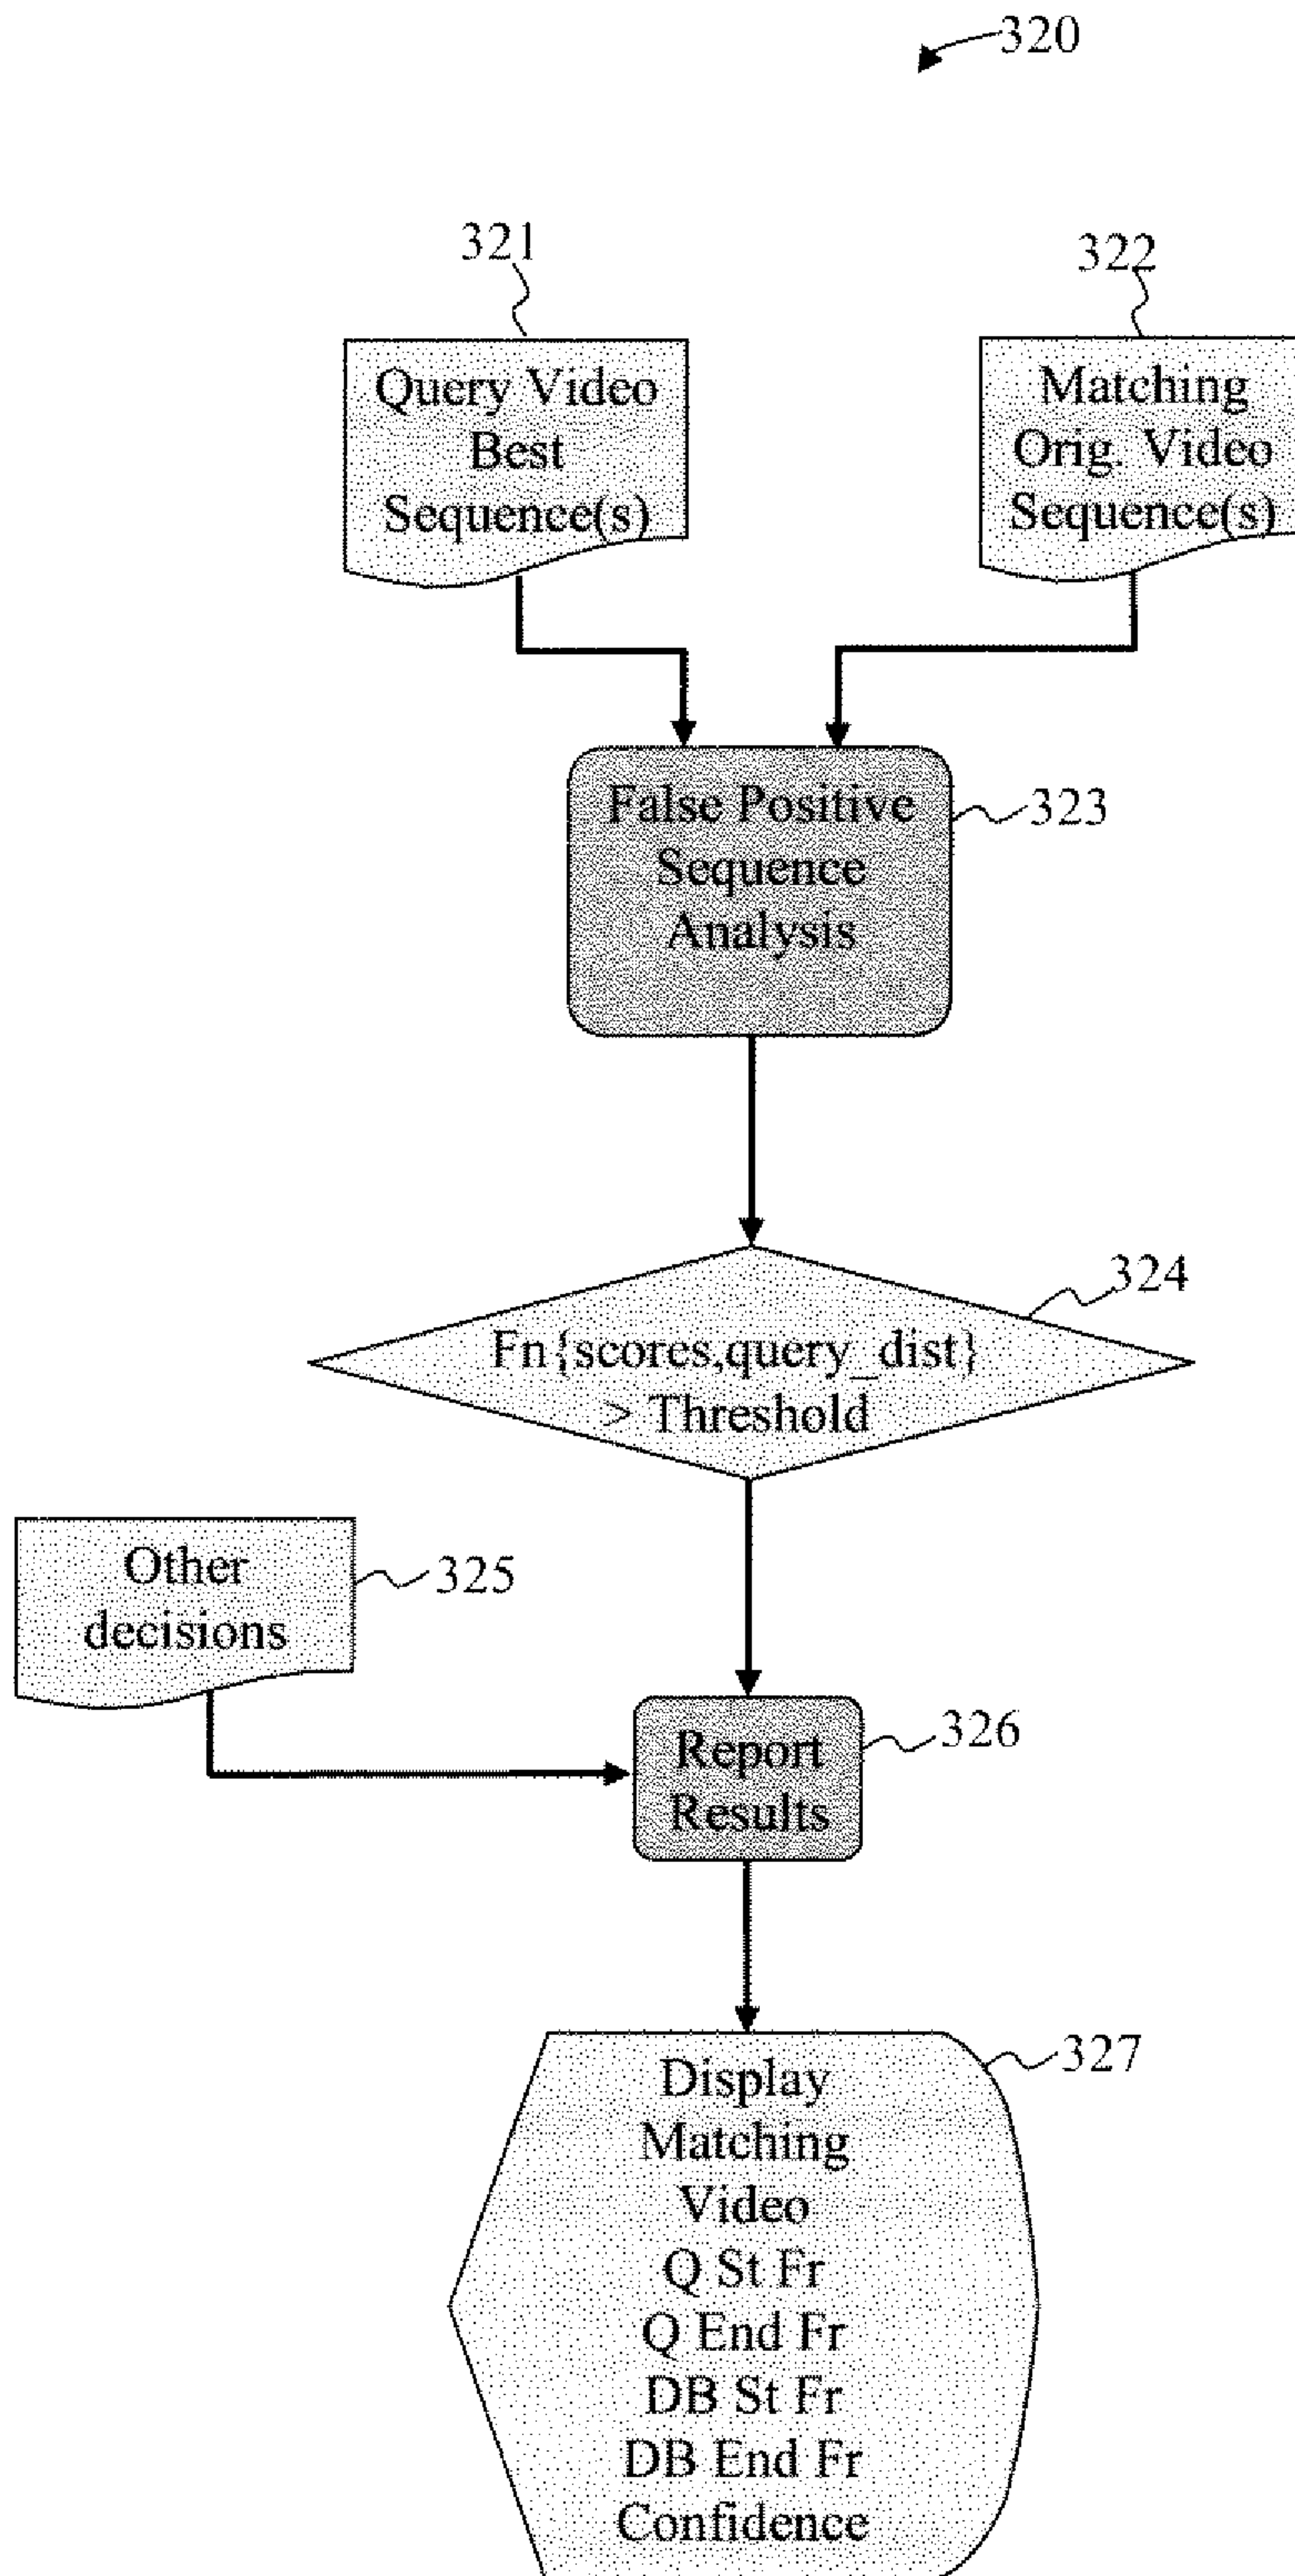 320
321
322
Query Video
Best
Sequence(s)
Matching
Orig. Video
Sequence(s)
False Positive
Sequence
Analysis
323
324
Fn{scores,query_dist}
> Threshold
Other
decisions
325
Report
Results
326
327
Display
Matching
Video
Q St Fr
Q End Fr
DB St Fr
DB End Fr
Confidence